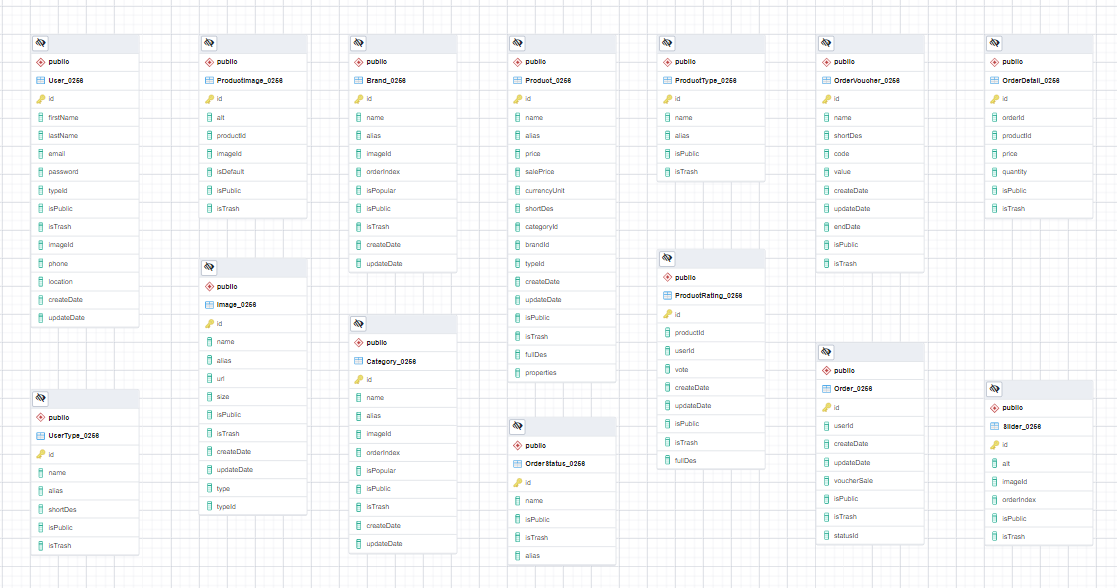 public
User_0256
id
firstName
lastName
email
password
typeId
isPublic
isTrash
imageId
phone
location
createDate
updateDate
public
UserType_0256
id
name
alias
shortDes
isPublic
isTrash
public
ProductImage_0256
id
alt
productId
imageId
isDefault
isPublic
isTrash
public
Image_0256
id
name
alias
url
size
isPublic
isTrash
createDate
updateDate
type
typeId
public
Brand_0256
id
name
alias
imageId
orderIndex
isPopular
isPublic
isTrash
createDate
updateDate
public
Category_0256
id
name
alias
imageId
orderIndex
isPopular
isPublic
isTrash
createDate
updateDate
public
Product_0256
id
name
alias
price
salePrice
currencyUnit
shortDes
categoryId
brandId
typeId
createDate
updateDate
isPublic
isTrash
fullDes
properties
public
OrderStatus_0256
id
name
isPublic
isTrash
alias
public
ProductType_0256
id
name
alias
isPublic
isTrash
public
ProductRating_0256
id
productId
userId
vote
createDate
updateDate
isPublic
isTrash
fullDes
public
OrderVoucher_0256
id
name
shortDes
code
value
createDate
updateDate
endDate
isPublic
isTrash
public
Order_0256
id
userId
createDate
updateDate
voucherSale
isPublic
isTrash
statusId
public
OrderDetail_0256
id
orderId
productId
price
quantity
isPublic
isTrash
public
Slider_0256
id
alt
imageId
orderIndex
isPublic
isTrash